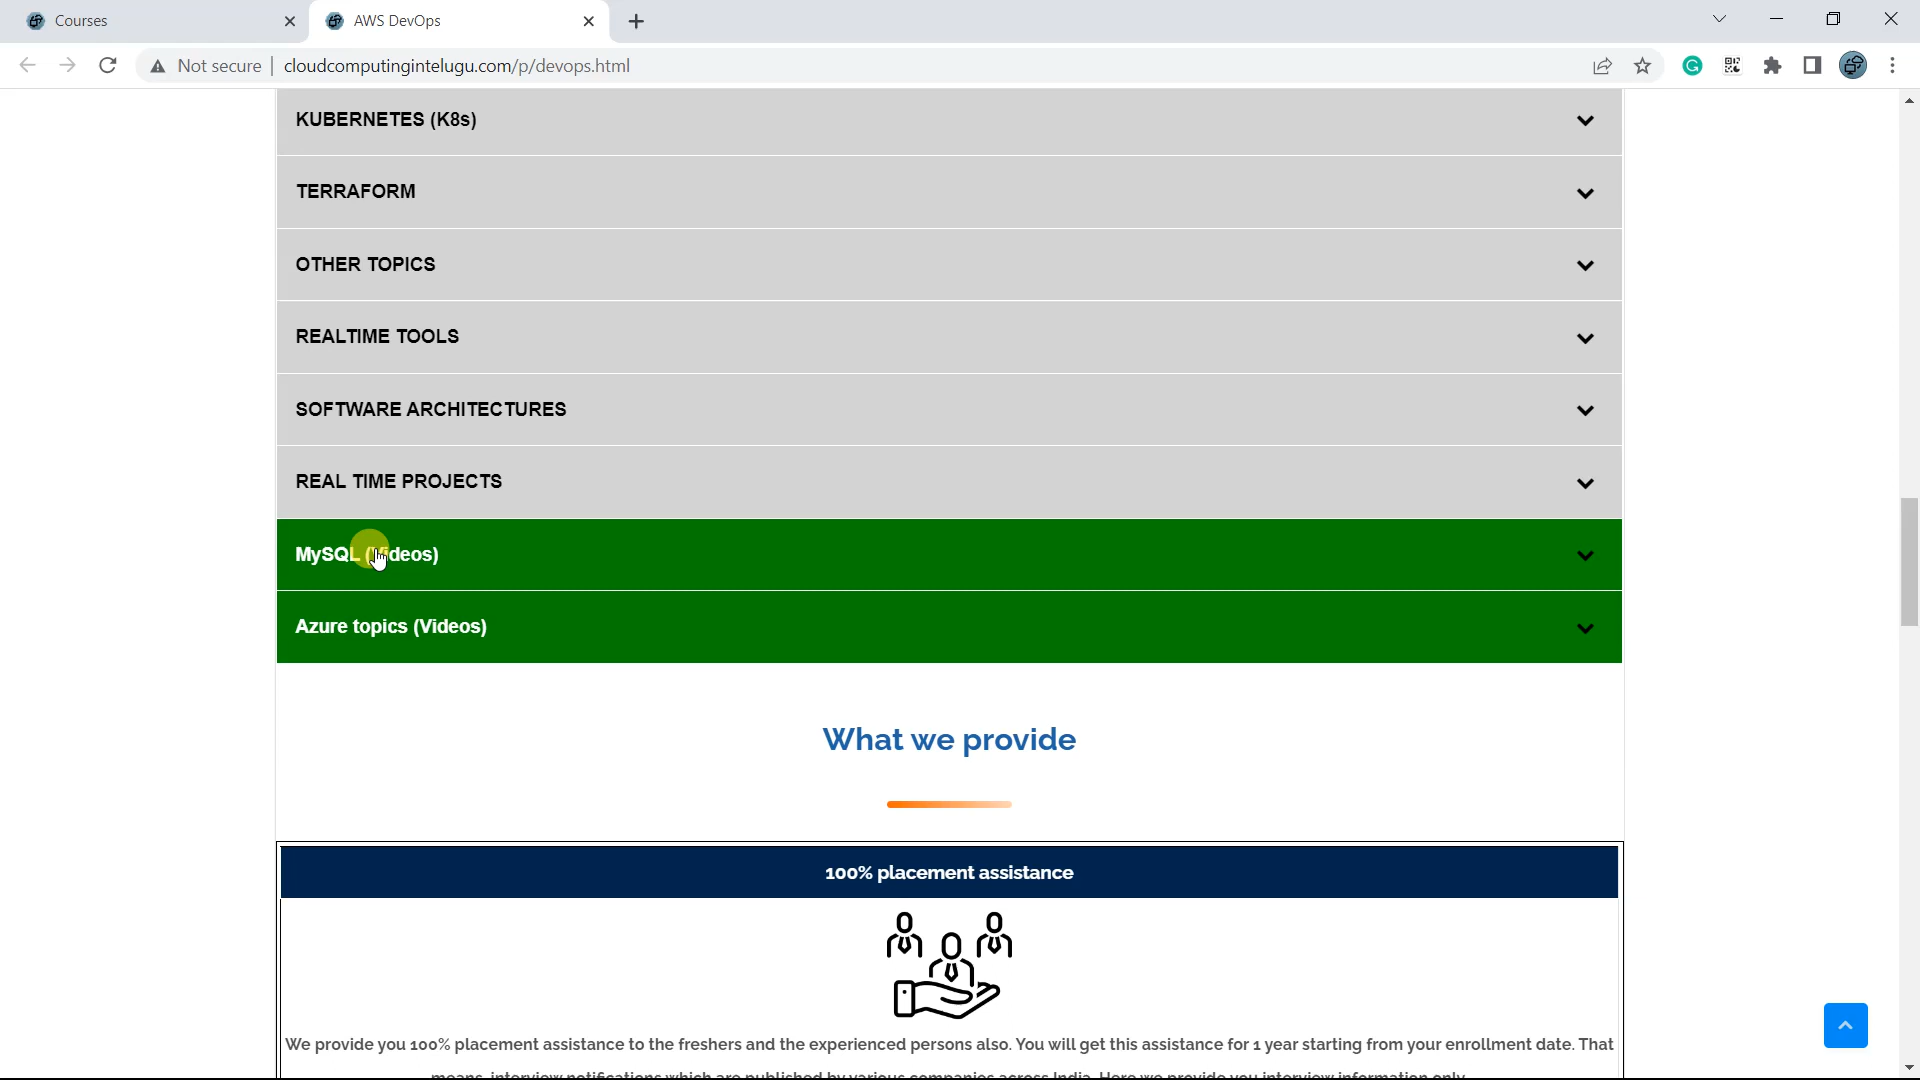 Courses
AWS DevOps
Not secure
cloudcomputingintelugu.com/p/devops.html
KUBERNETES (K8s)
TERRAFORM
OTHER TOPICS
REALTIME TOOLS
SOFTWARE ARCHITECTURES
REAL TIME PROJECTS
MySQL (Videos)
Azure topics (Videos)
What we provide
100% placement assistance
We provide you 100% placement assistance to the freshers and the experienced persons also. You will get this assistance for 1 year starting from your enrollment date. That
means, interview notifications which are published by various companies across India. Here we provide you interview information only.